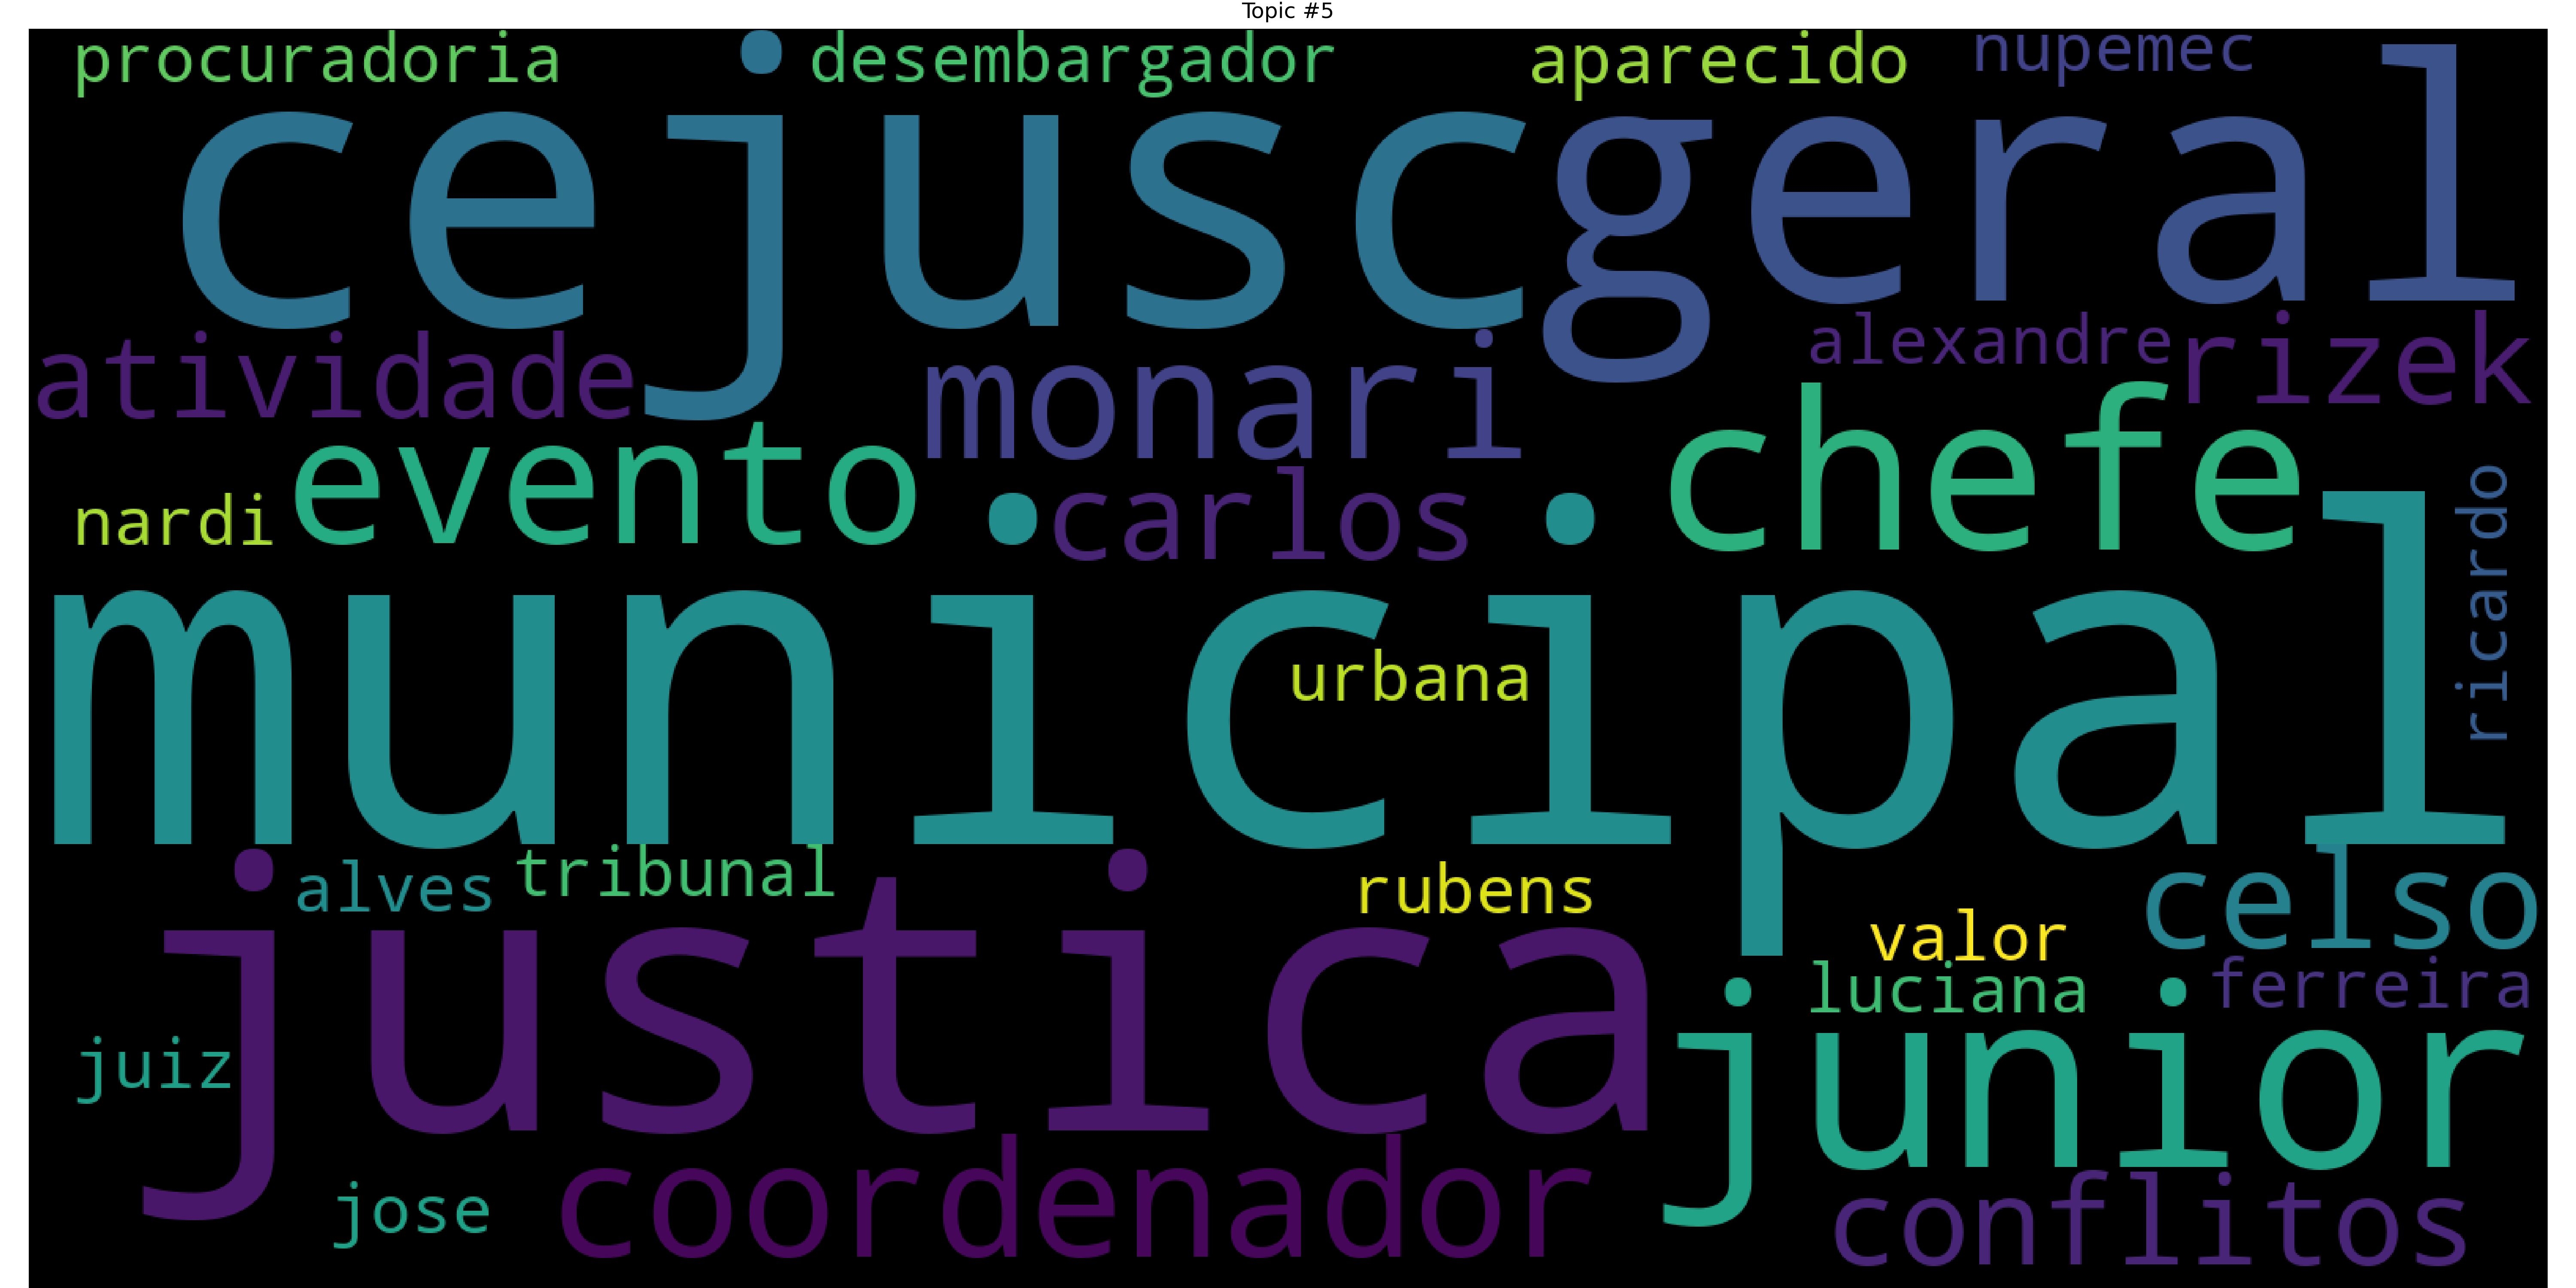 Topic #5
procuradoria desembargador aparecido nupemec
cejusc geral
atividade monari alexandre rizek
nardi evento carlos chefe ricardo
municipal
urbana
alves tribunal rubens valor celso
justica luciana ferreira
juiz junior
jose coordenador conflitos